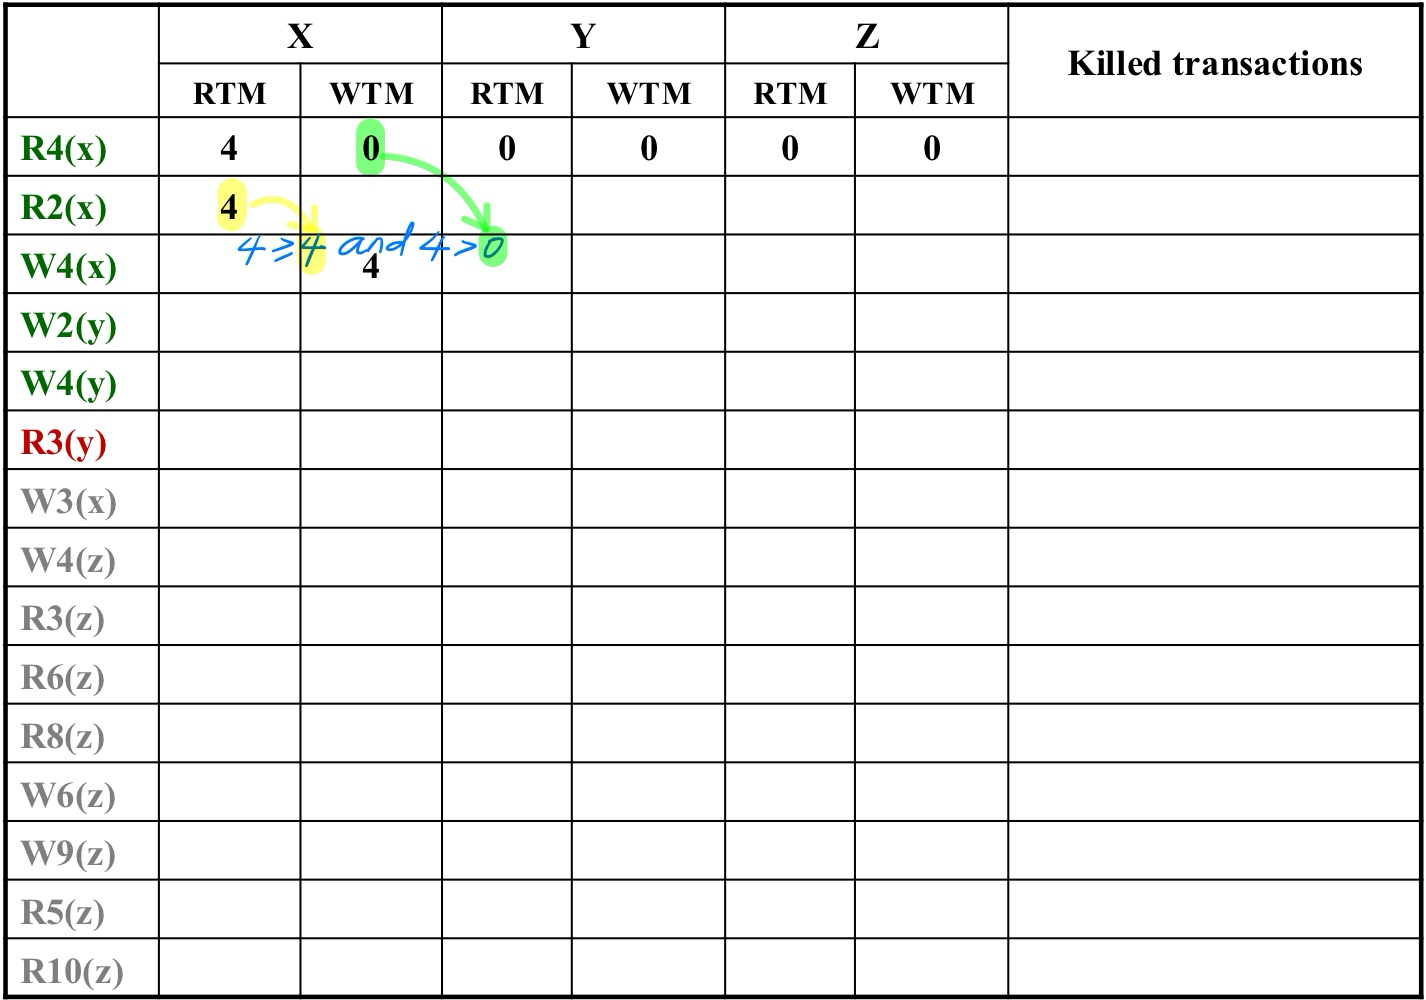 X Y Z Killed transactions
RTM WTM RTM WTM RTM WTM
R4(x) 4 0 0 0 0 0
R2(x) 4
4 ≥ 4 and 4 > 0
W4(x) 4
W2(y)
W4(y)
R3(y)
W3(x)
W4(z)
R3(z)
R6(z)
R8(z)
W6(z)
W9(z)
R5(z)
R10(z)